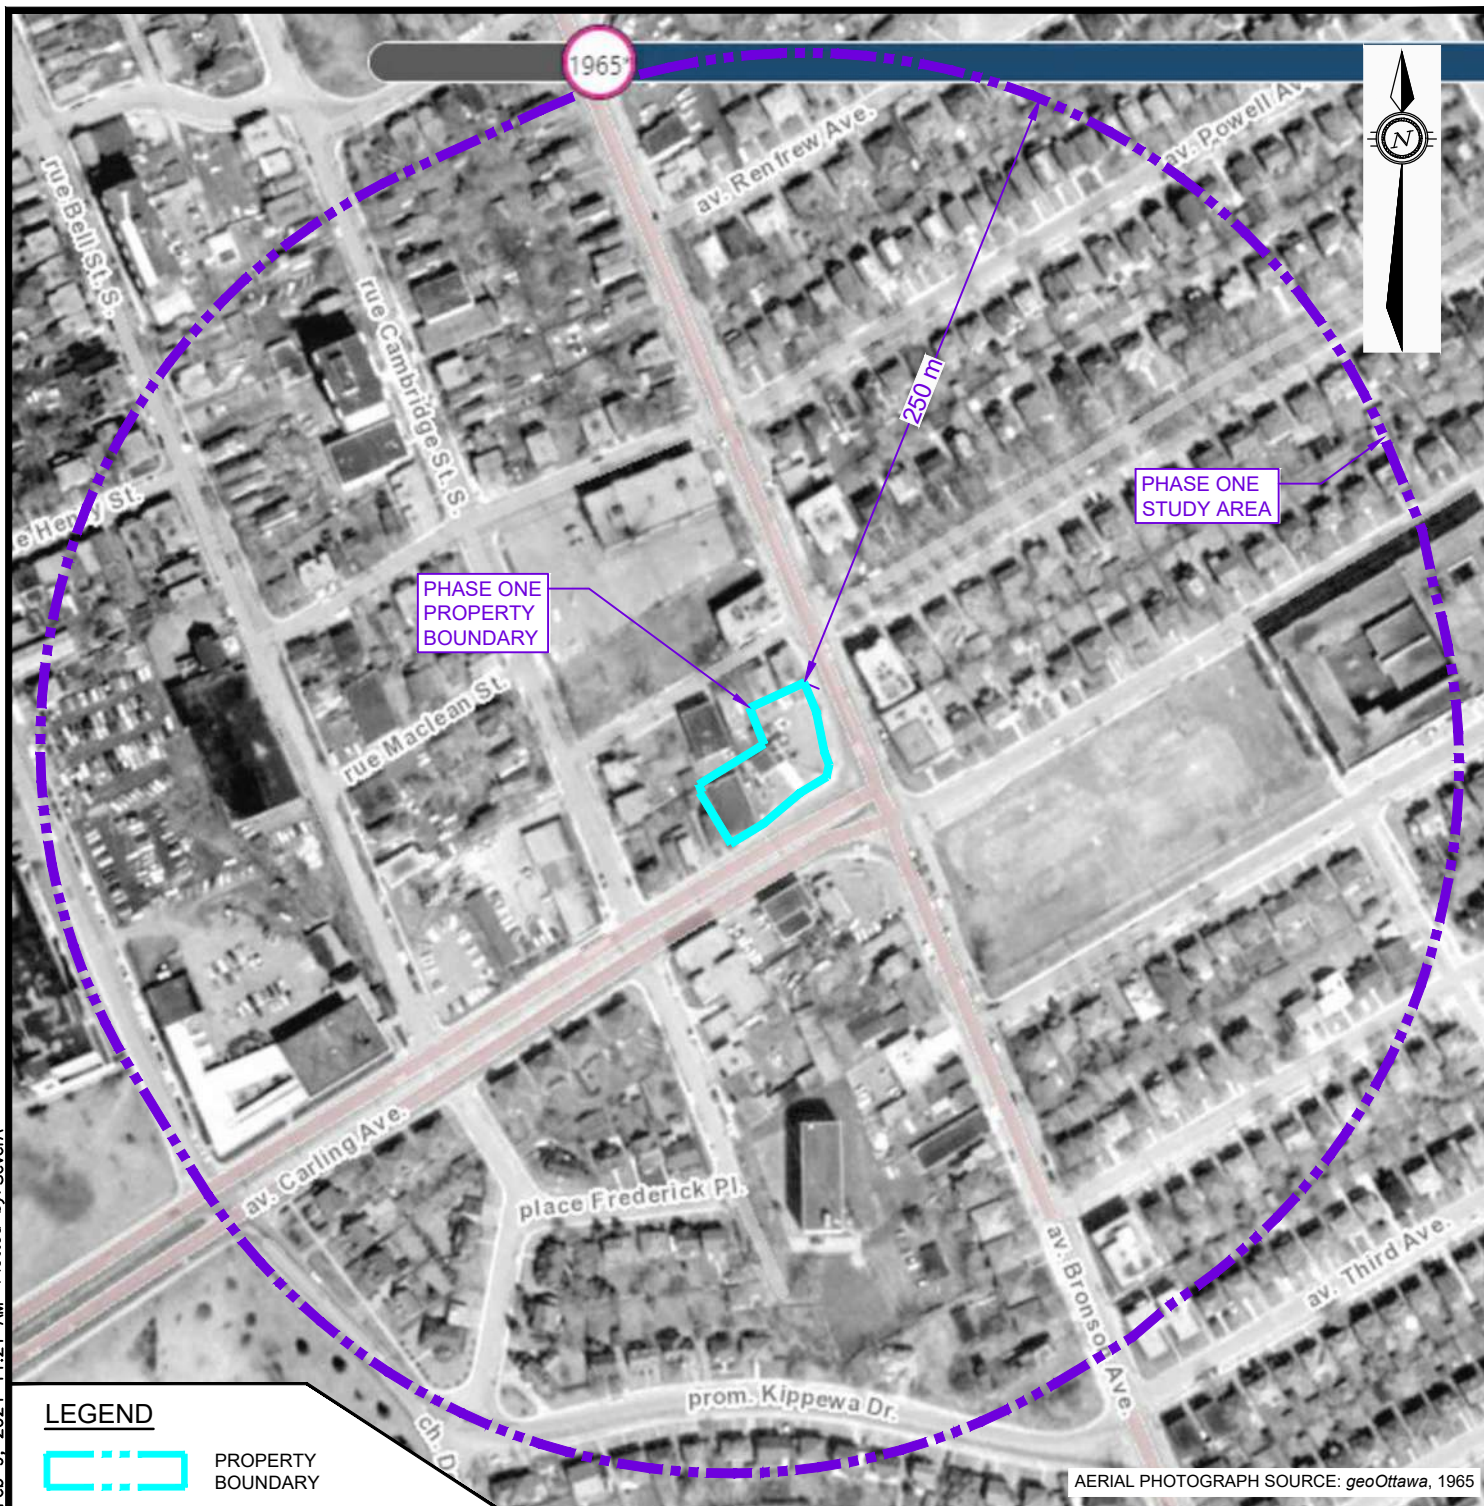 1965*
N
av. Renfrew Ave.
av. Powell
rue Bell St. S.
rue Cambridge St. S.
250 m
PHASE ONE
STUDY AREA
Henry St.
PHASE ONE
PROPERTY
BOUNDARY
rue Maclean St.
av. Carling Ave.
place Frederick Pl.
av. Bronson Ave
av. Third Ave.
prom. Kippewa Dr.
ch. D
LEGEND
PROPERTY
BOUNDARY
AERIAL PHOTOGRAPH SOURCE: geoOttawa, 1965